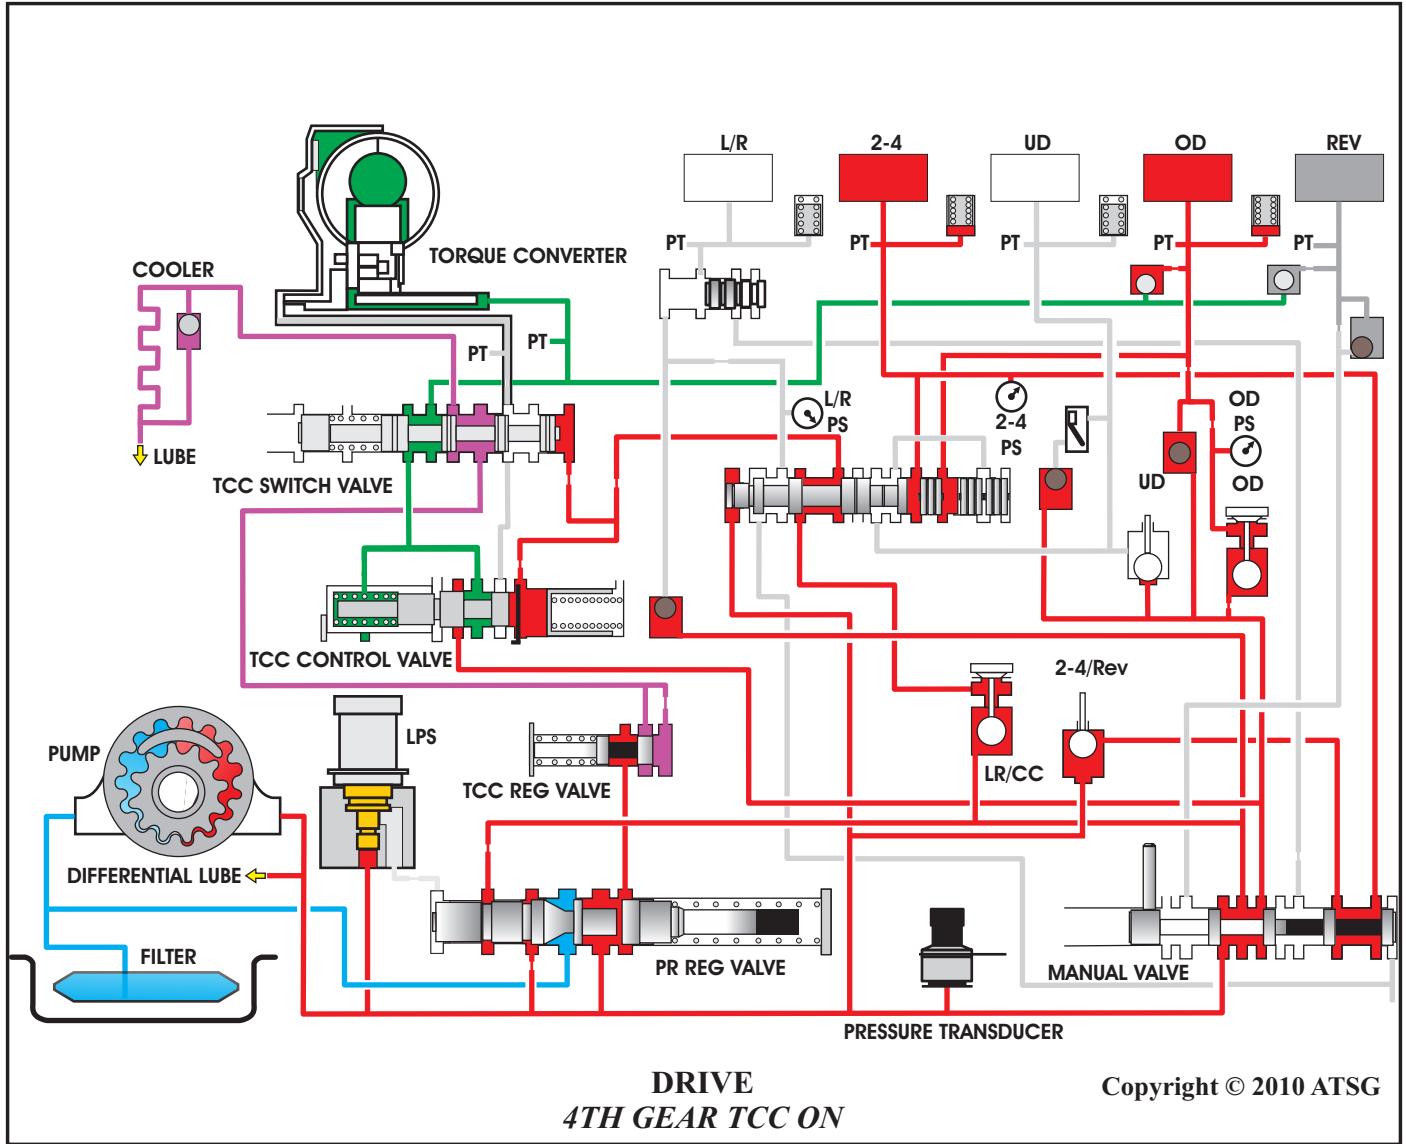 L/R
2-4
UD
OD
REV
PT
PT
PT
PT
PT
TORQUE CONVERTER
COOLER
PT
PT
LUBE
TCC SWITCH VALVE
L/R
PS
2-4
PS
OD
PS
UD
OD
TCC CONTROL VALVE
2-4/Rev
LPS
PUMP
TCC REG VALVE
LR/CC
DIFFERENTIAL LUBE
FILTER
PR REG VALVE
MANUAL VALVE
PRESSURE TRANSDUCER
DRIVE
4TH GEAR TCC ON
Copyright © 2010 ATSG